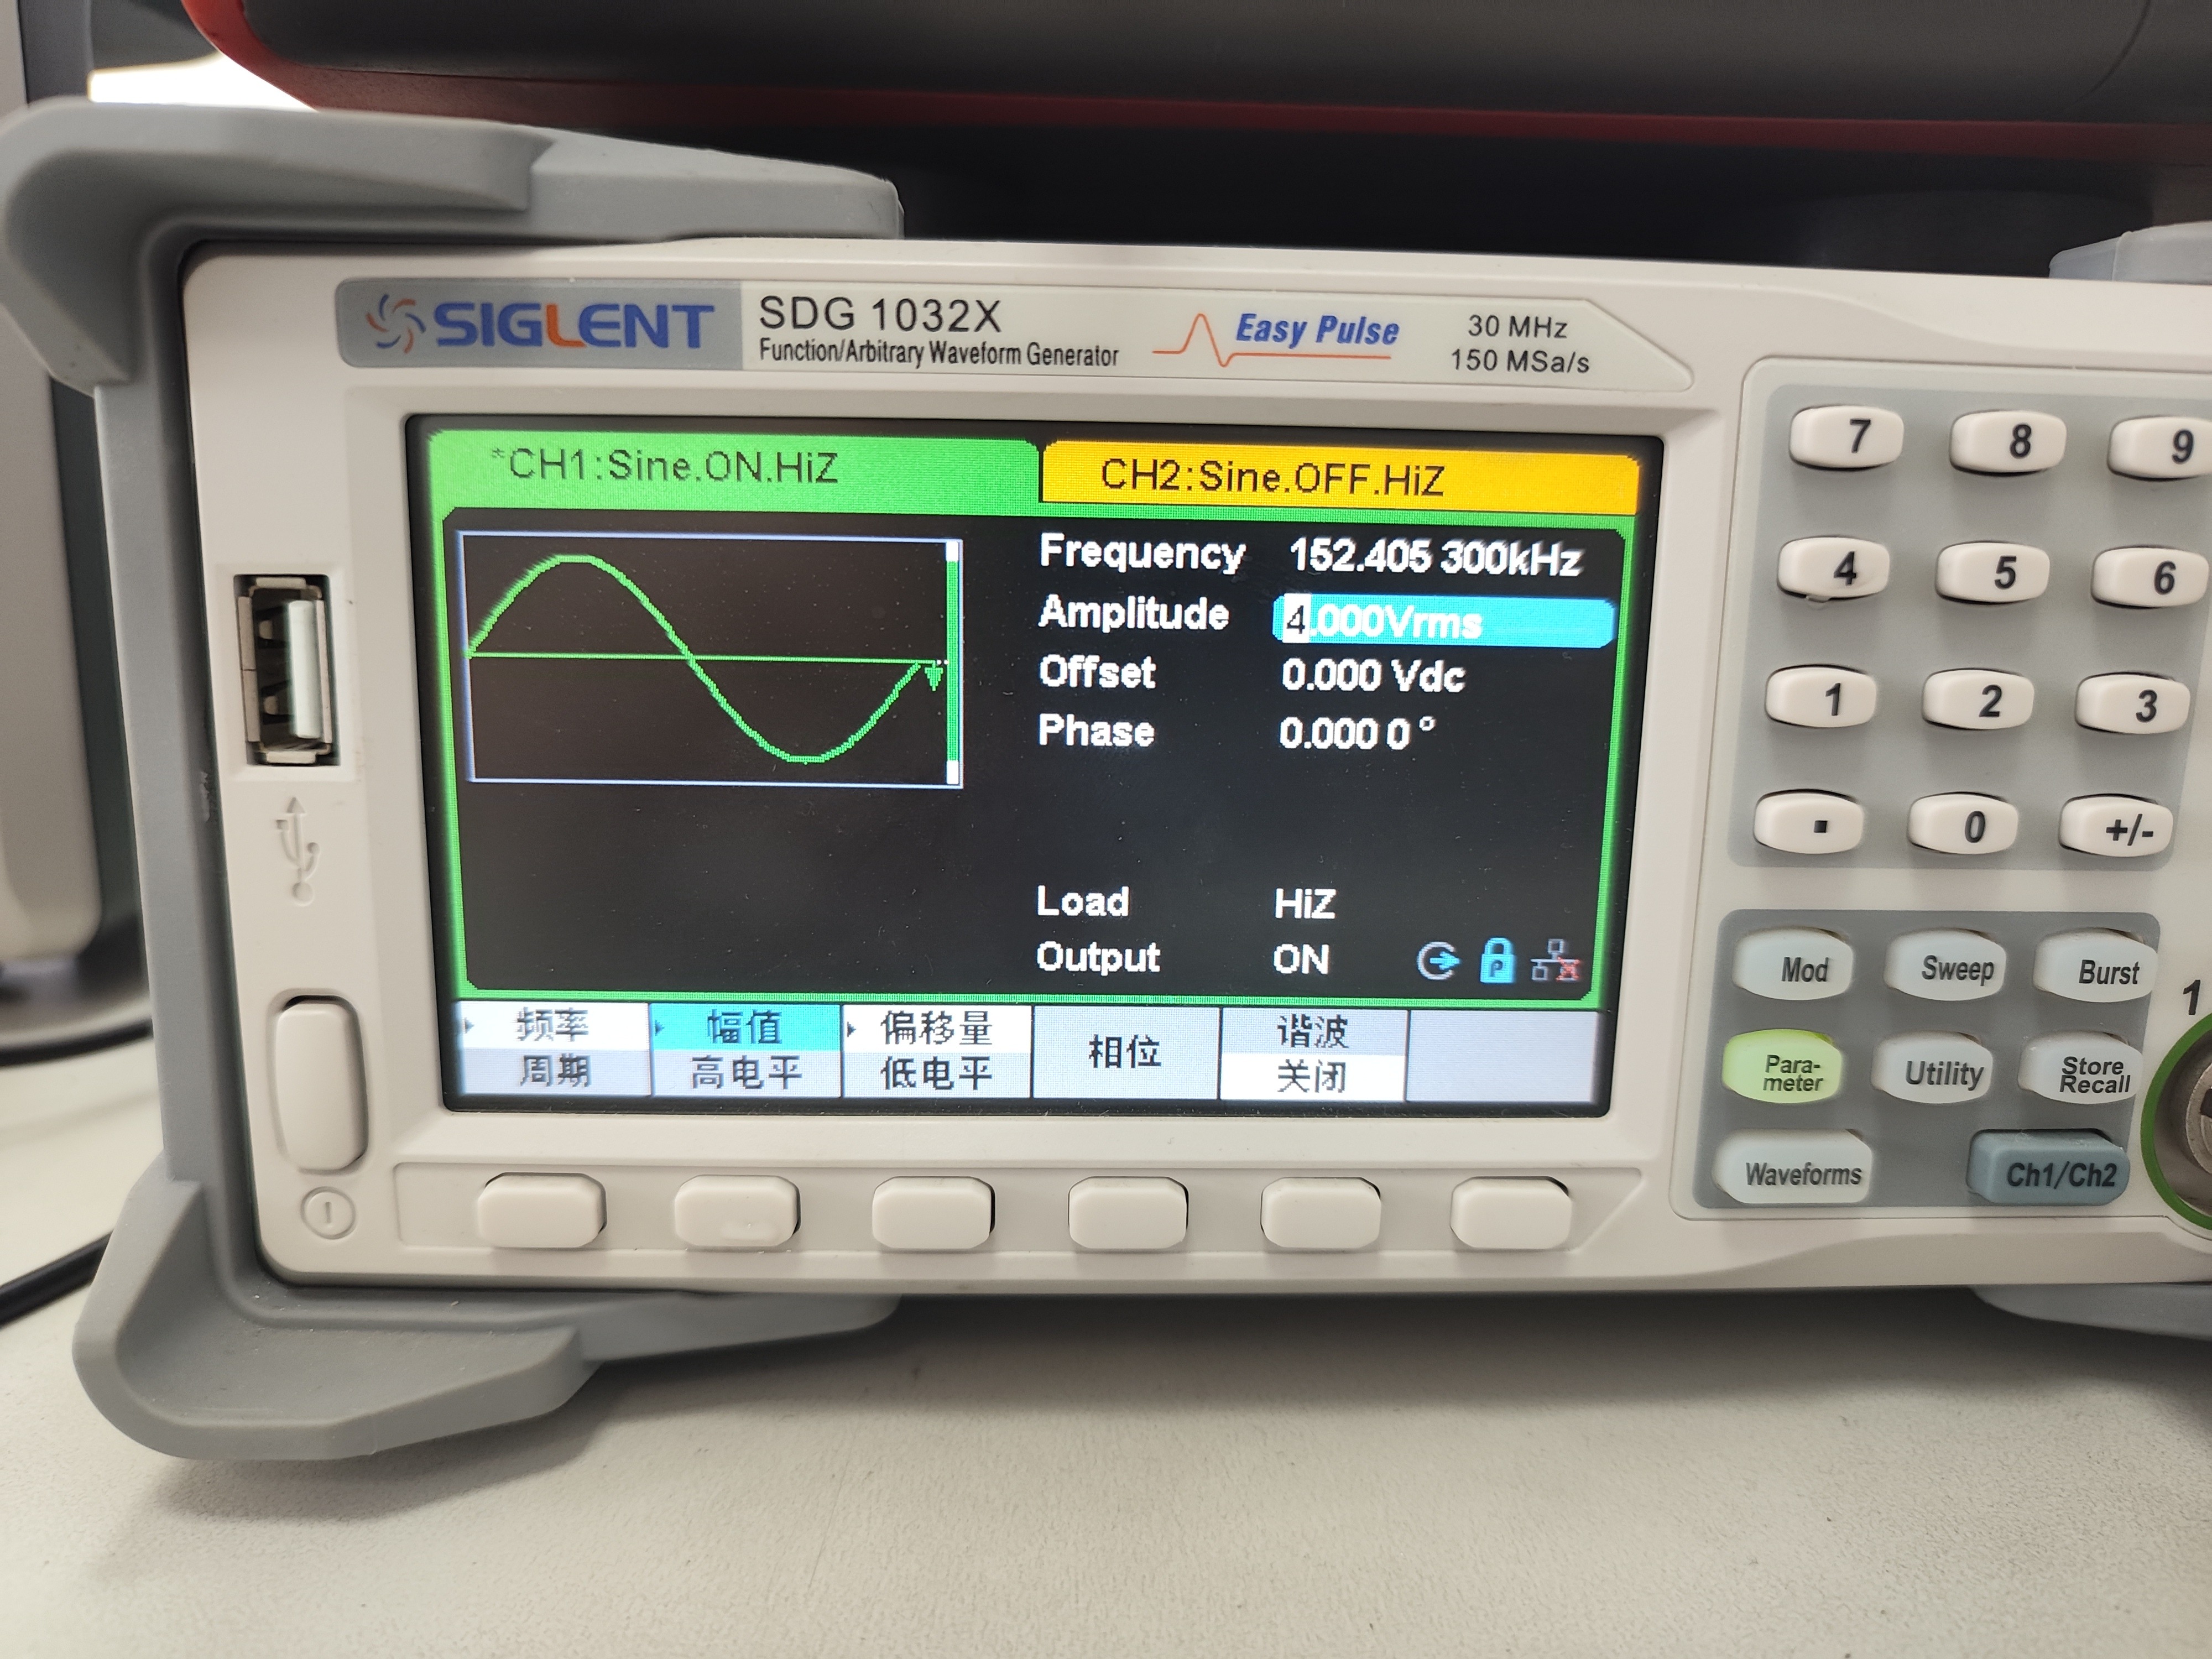 SIGLENT
SDG 1032X
Function/Arbitrary Waveform Generator
Easy Pulse
30 MHz
150 MSa/s
*CH1:Sine.ON.HiZ
CH2:Sine.OFF.HiZ
Frequency 152.405 300kHz
Amplitude 4.000Vrms
Offset 0.000 Vdc
Phase 0.000 0 °
Load HiZ
Output ON
P
频率
周期
幅值
高电平
偏移量
低电平
相位
谐波
关闭
7 8 9
4 5 6
1 2 3
. 0 +/-
Mod Sweep Burst
Para-
meter
Utility
Store
Recall
Waveforms Ch1/Ch2
1